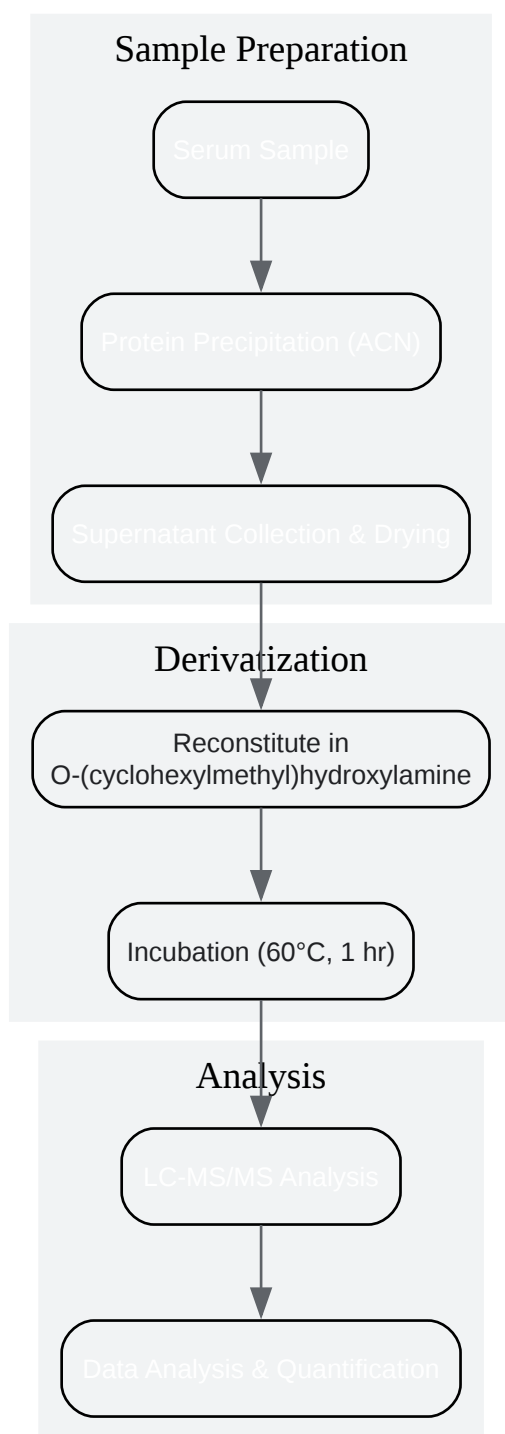 Sample Preparation
Serum Sample
Protein Precipitation (ACN)
Supernatant Collection & Drying
Derivatization
Reconstitute in
O-(cyclohexylmethyl)hydroxylamine
Incubation (60°C, 1 hr)
Analysis
LC-MS/MS Analysis
Data Analysis & Quantification